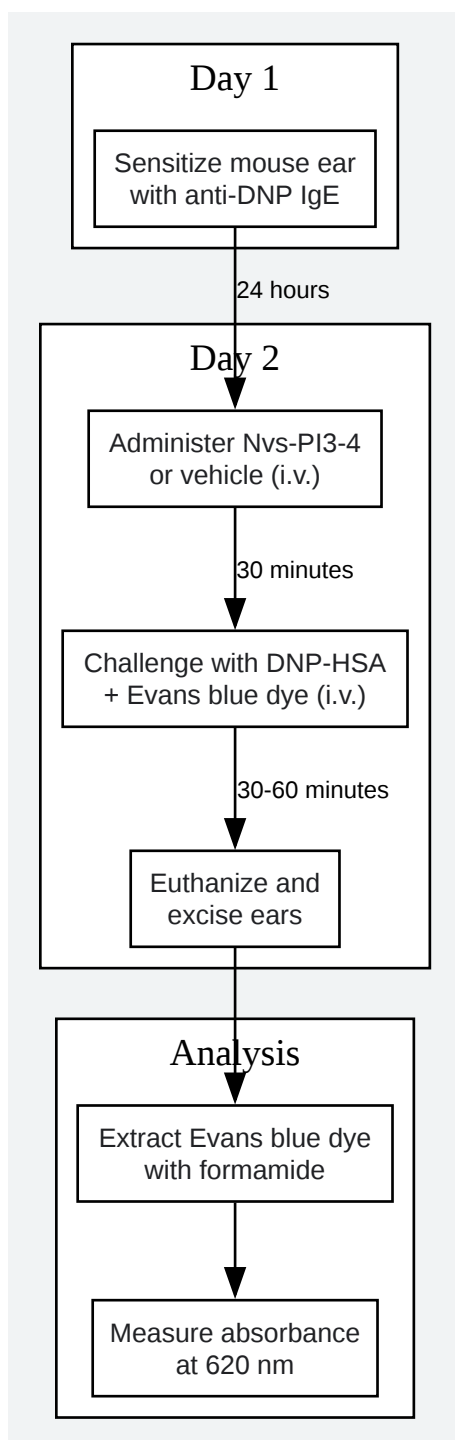 Day 1
Sensitize mouse ear
with anti-DNP IgE
24 hours
Day 2
Administer Nvs-PI3-4
or vehicle (i.v.)
30 minutes
Challenge with DNP-HSA
+ Evans blue dye (i.v.)
30-60 minutes
Euthanize and
excise ears
Analysis
Extract Evans blue dye
with formamide
Measure absorbance
at 620 nm